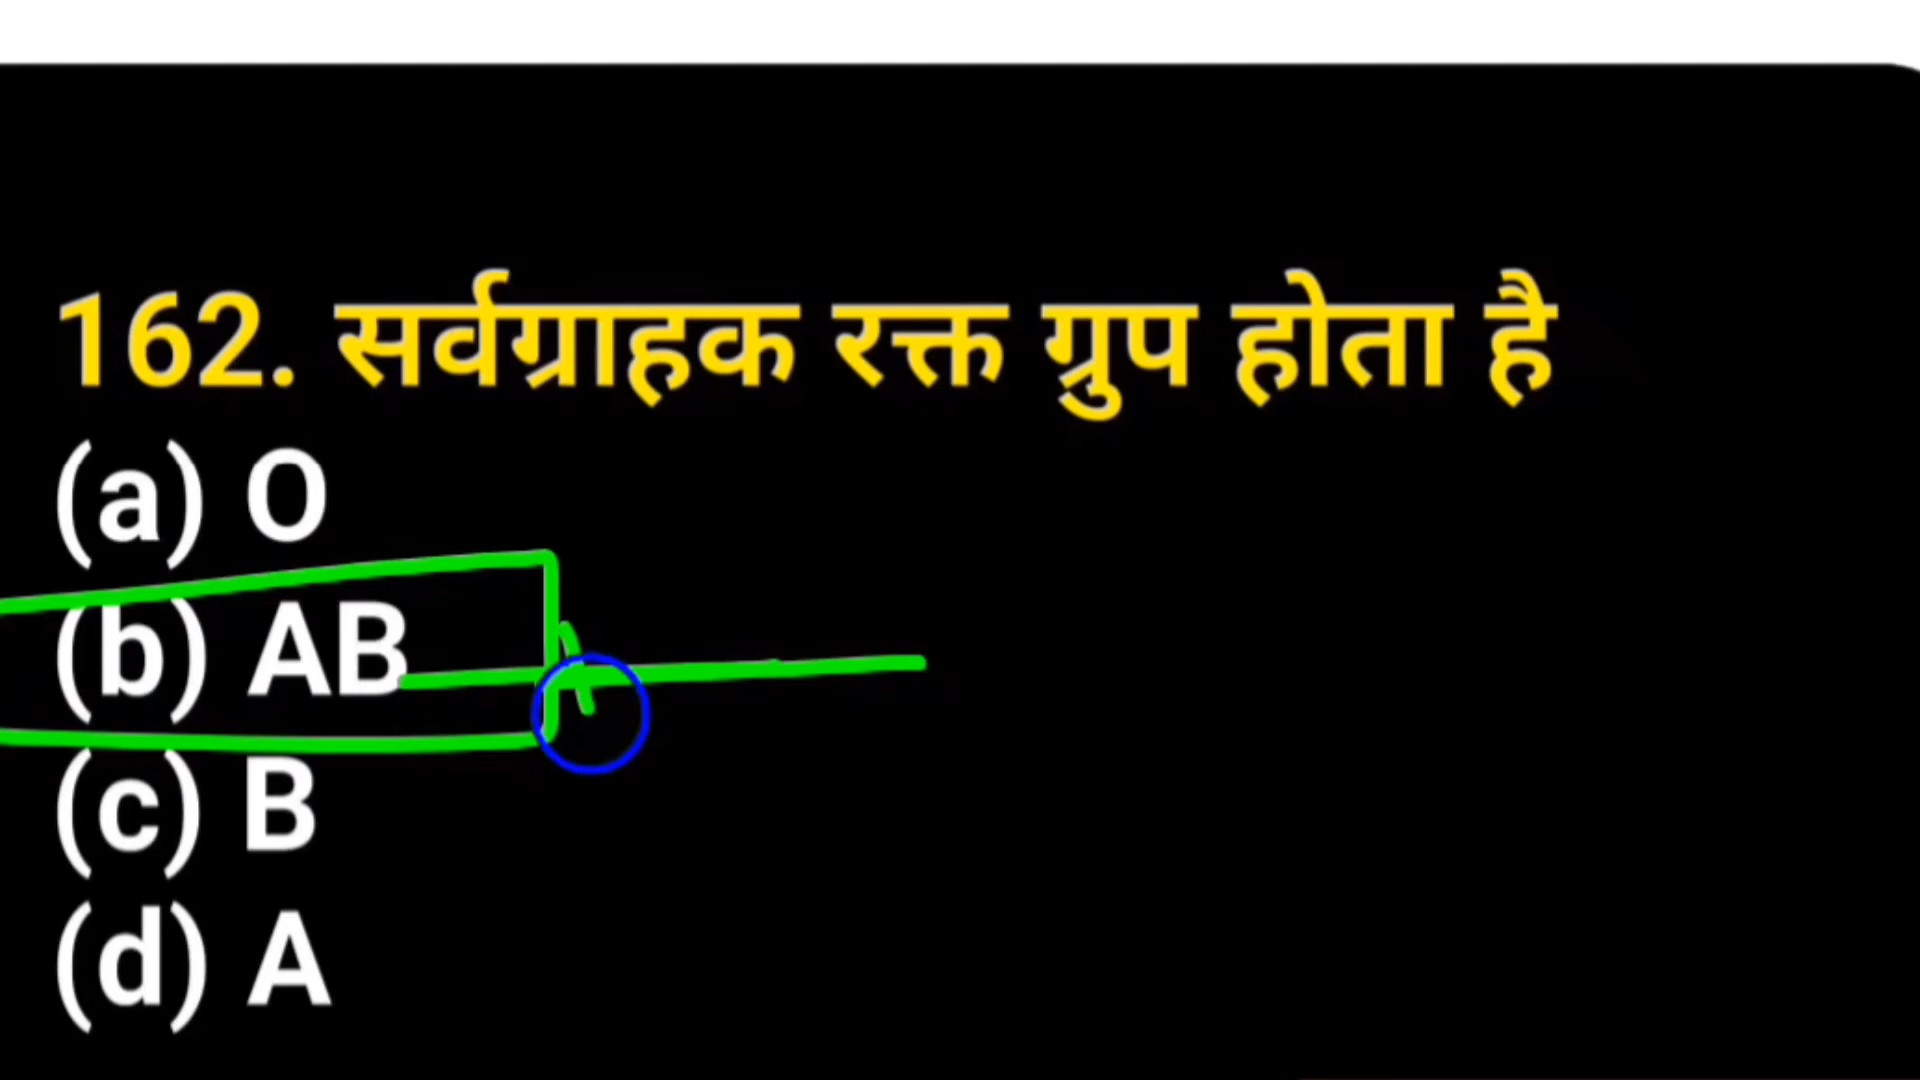 162. सर्वग्राहक रक्त ग्रुप होता है
(a) O
(b) AB
(c) B
(d) A